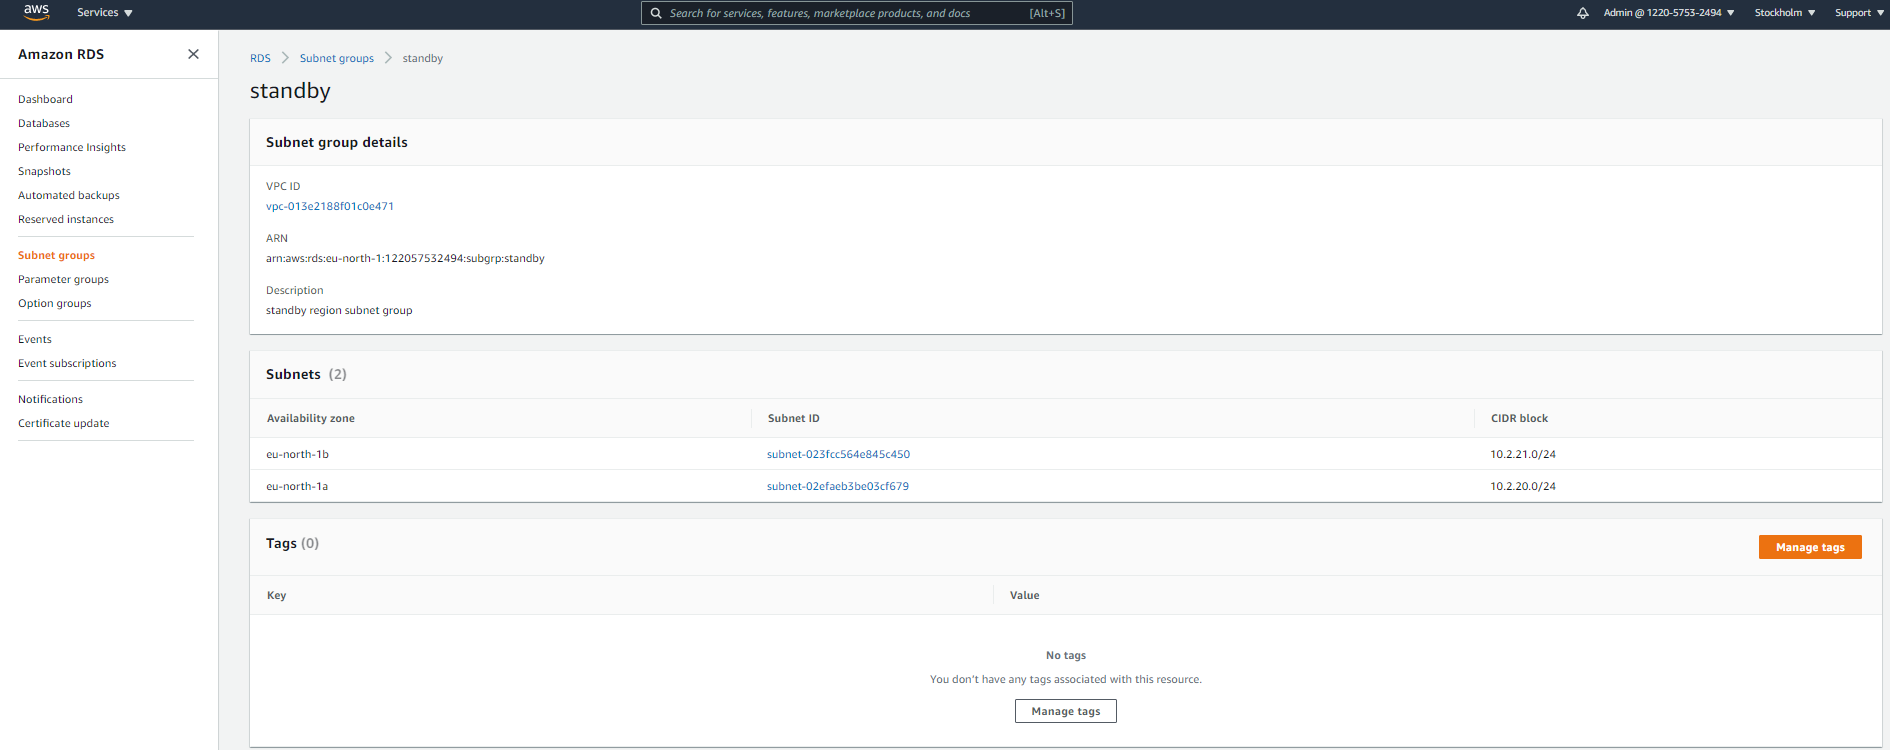 aws
Services
Search for services, features, marketplace products, and docs [Alt+S]
Admin @ 1220-5753-2494
Stockholm
Support
Amazon RDS
Dashboard
Databases
Performance Insights
Snapshots
Automated backups
Reserved instances
Subnet groups
Parameter groups
Option groups
Events
Event subscriptions
Notifications
Certificate update
RDS > Subnet groups > standby
standby
Subnet group details
VPC ID
vpc-013e2188f01c0e471
ARN
arn:aws:rds:eu-north-1:122057532494:subgrp:standby
Description
standby region subnet group
Subnets (2)
Availability zone Subnet ID CIDR block
eu-north-1b subnet-023fcc564e845c450 10.2.21.0/24
eu-north-1a subnet-02efaeb3be03cf679 10.2.20.0/24
Tags (0)
Manage tags
Key Value
No tags
You don't have any tags associated with this resource.
Manage tags